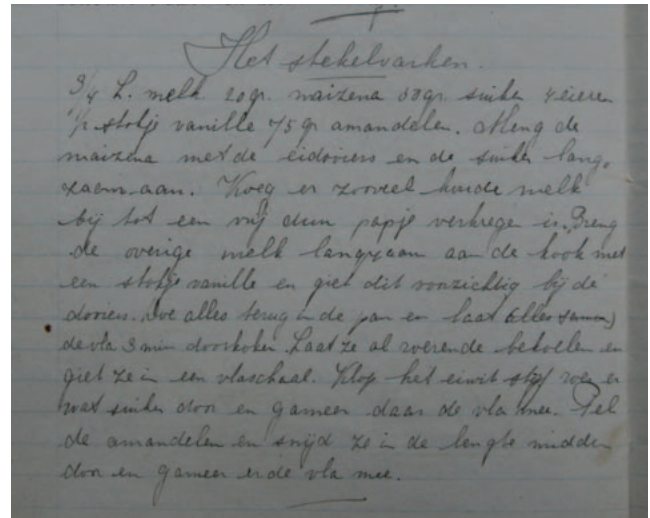 Het stekelvarken.
3/4 L. melk 20gr. maizena 50gr. suiker 4 eieren
1/2 stokje vanille 75 gr amandelen. Meng de
maizena met de eidooiers en de suiker lang.
zaam aan. Voeg er zooveel koude melk
bij tot een vrij dun papje verkrege is. Breng
de overige melk langzaam aan de kook met
een stokje vanille en giet dit voorzichtig bij de
dooiers. Doe alles terug in de pan en laat (alles samen)
de vla 3 min doorkoken. Laat ze al roerende bekoelen en
giet ze in een vlaschaal. Klop het eiwit stijf roer er
wat suiker door en garneer daar de vla mee. Pel
de amandelen en snijd ze in de lengte midden
door en garneer er de vla mee.